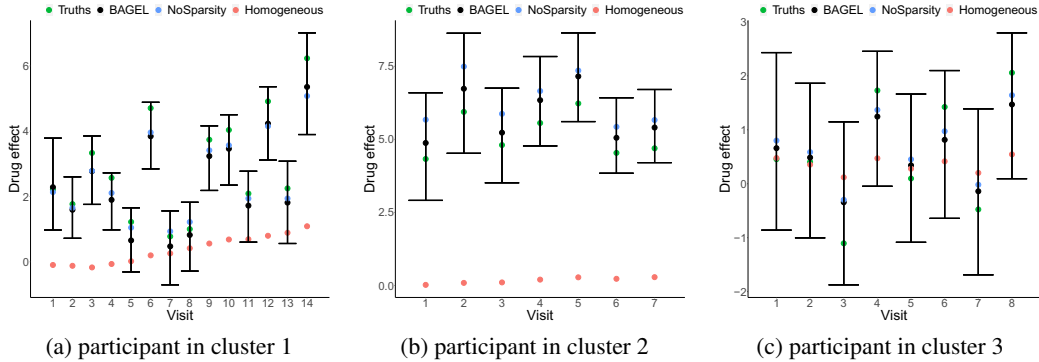 Truths BAGEL NoSparsity Homogeneous
Drug effect
6
4
2
0
1 2 3 4 5 6 7 8 9 10 11 12 13 14
Visit
(a) participant in cluster 1
Truths BAGEL NoSparsity Homogeneous
Drug effect
7.5
5.0
2.5
0.0
1 2 3 4 5 6 7
Visit
(b) participant in cluster 2
Truths BAGEL NoSparsity Homogeneous
Drug effect
3
2
1
0
−1
−2
1 2 3 4 5 6 7 8
Visit
(c) participant in cluster 3